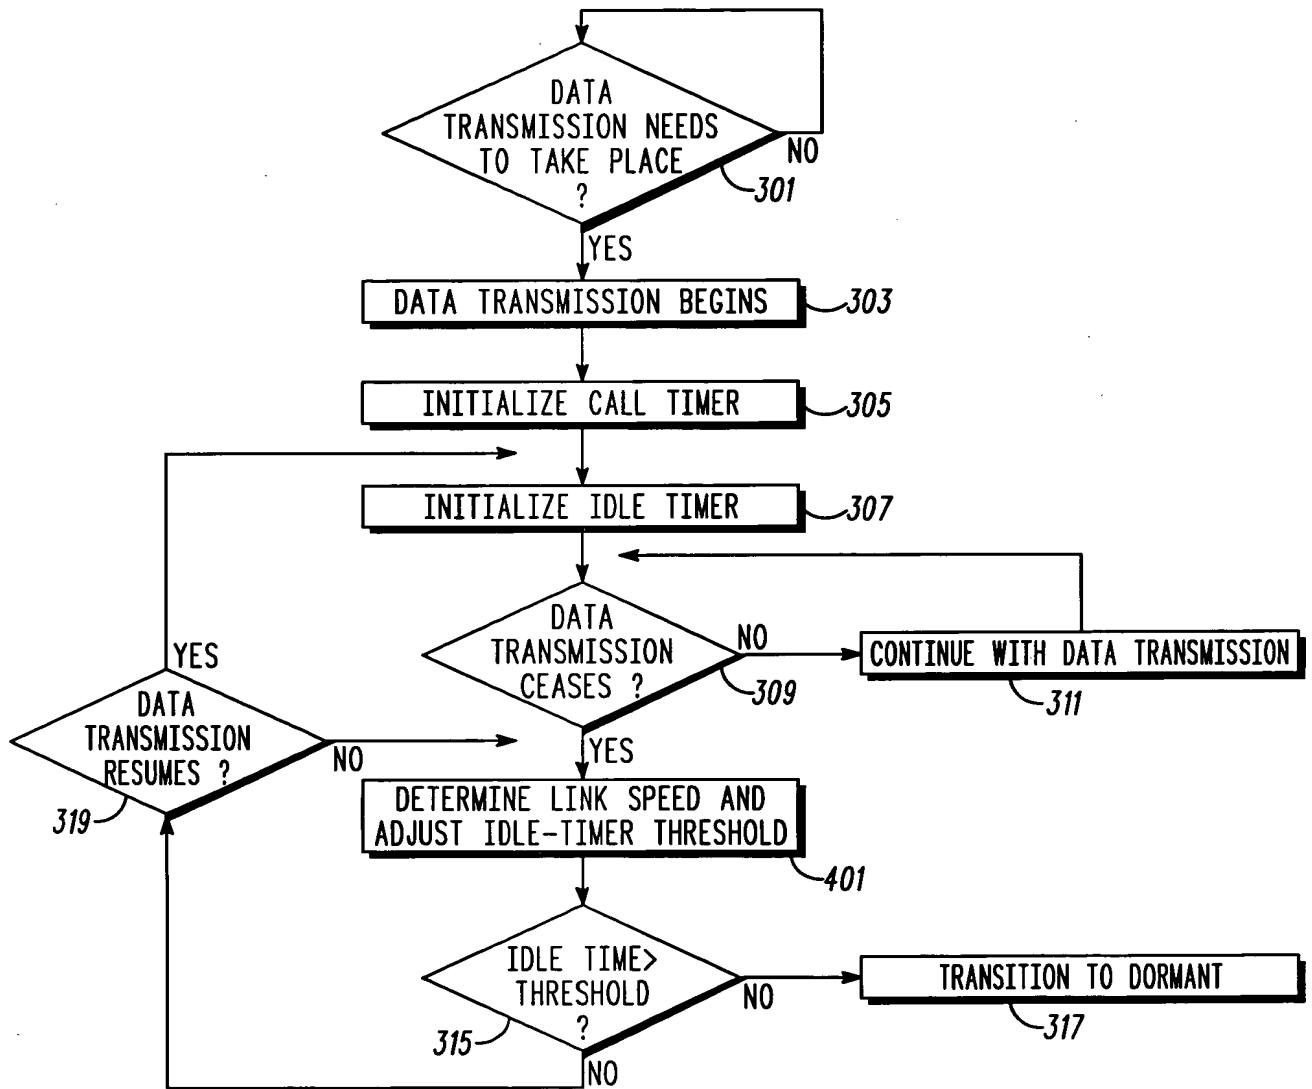 DATA
TRANSMISSION NEEDS
TO TAKE PLACE
?
NO
301
YES
DATA TRANSMISSION BEGINS
303
INITIALIZE CALL TIMER
305
INITIALIZE IDLE TIMER
307
DATA
TRANSMISSION
CEASES ?
NO
309
CONTINUE WITH DATA TRANSMISSION
311
YES
YES
DATA
TRANSMISSION
RESUMES ?
NO
319
DETERMINE LINK SPEED AND
ADJUST IDLE-TIMER THRESHOLD
401
IDLE TIME>
THRESHOLD
?
NO
315
NO
TRANSITION TO DORMANT
317